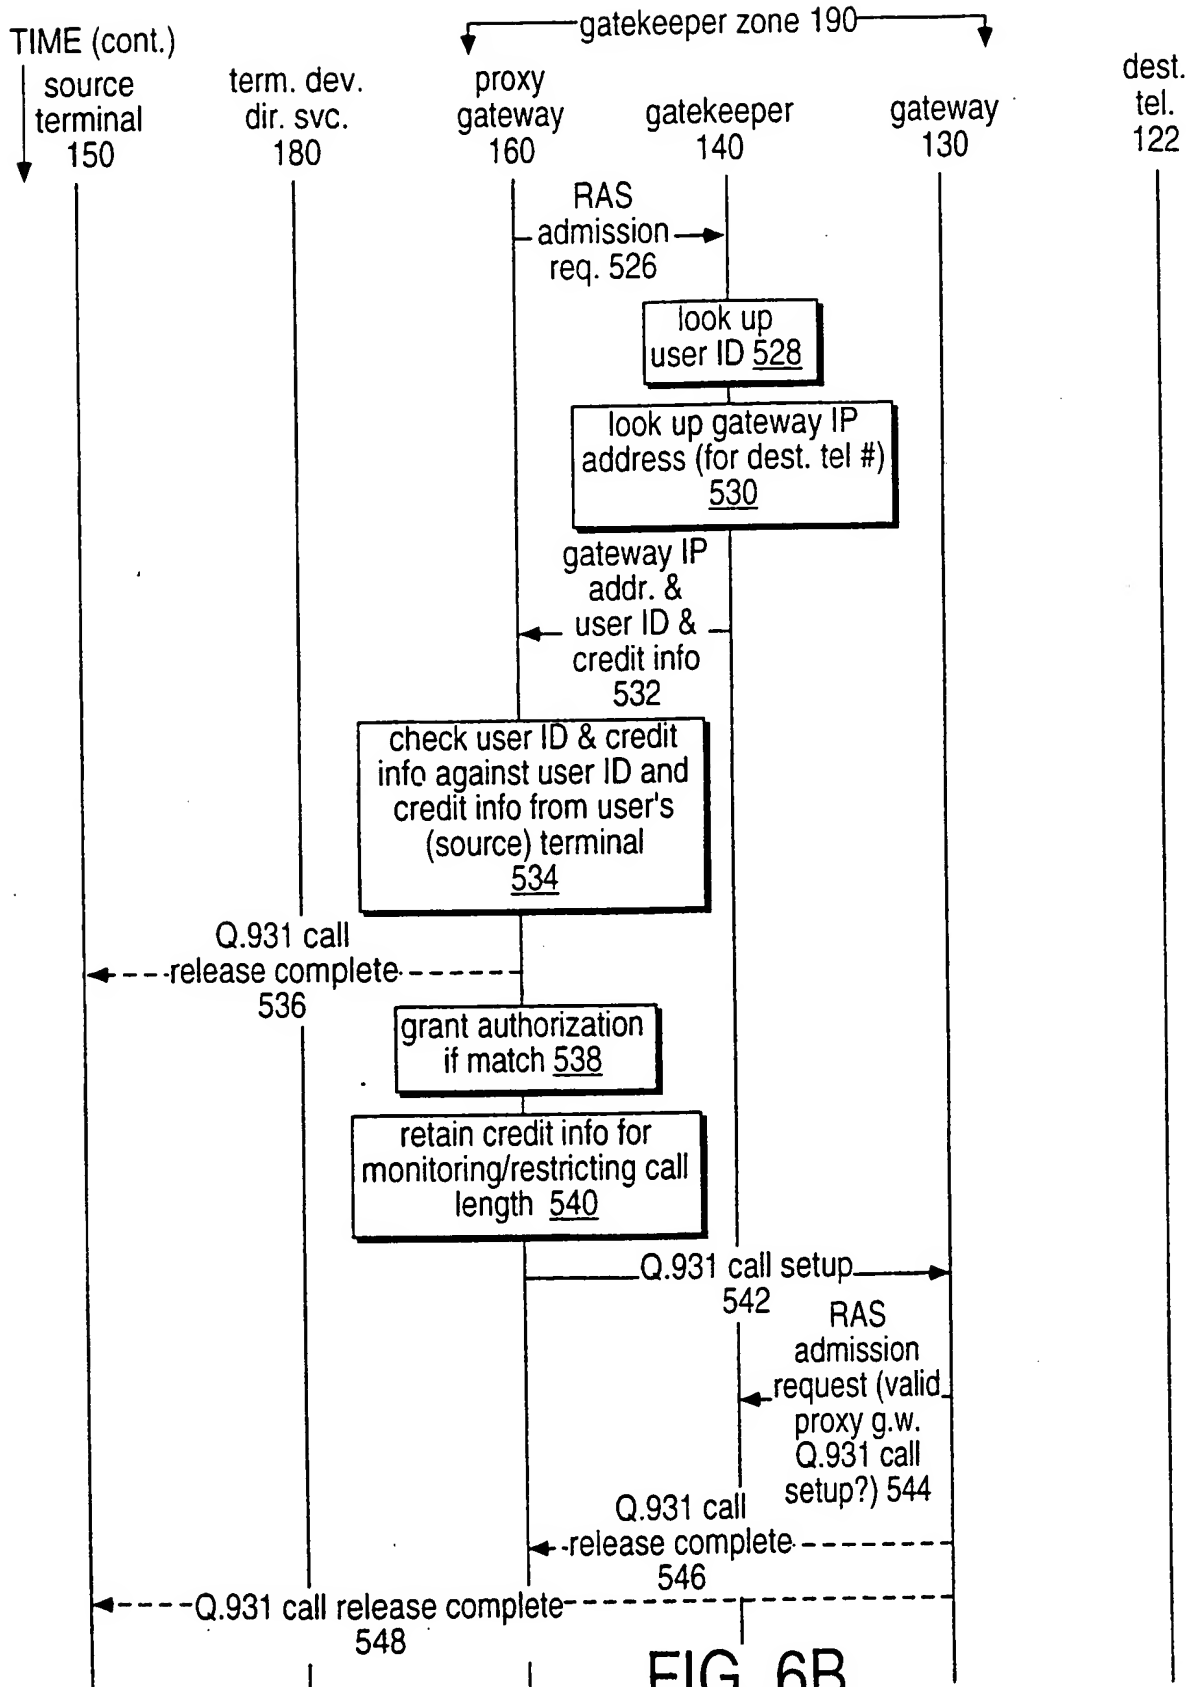 gatekeeper zone 190
TIME (cont.)
source
terminal
150
term. dev.
dir. svc.
180
proxy
gateway
160
gatekeeper
140
gateway
130
dest.
tel.
122
RAS
admission
req. 526
look up
user ID 528
look up gateway IP
address (for dest. tel #)
530
gateway IP
addr. &
user ID &
credit info
532
check user ID & credit
info against user ID and
credit info from user's
(source) terminal
534
Q.931 call
release complete
536
grant authorization
if match 538
retain credit info for
monitoring/restricting call
length 540
Q.931 call setup
542
RAS
admission
request (valid
proxy g.w.
Q.931 call
setup?) 544
Q.931 call
release complete
546
Q.931 call release complete
548
FIG. 6B